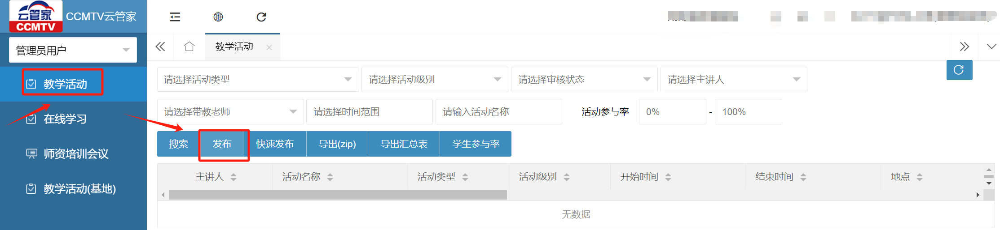 云管家
CCMTV
CCMTV云管家
管理员用户
教学活动
在线学习
师资培训会议
教学活动(基地)
教学活动
请选择活动类型 请选择活动级别 请选择审核状态 请选择主讲人
请选择带教老师 请选择时间范围 请输入活动名称 活动参与率 0% - 100%
搜索 发布 快速发布 导出(zip) 导出汇总表 学生参与率
主讲人 活动名称 活动类型 活动级别 开始时间 结束时间 地点
无数据